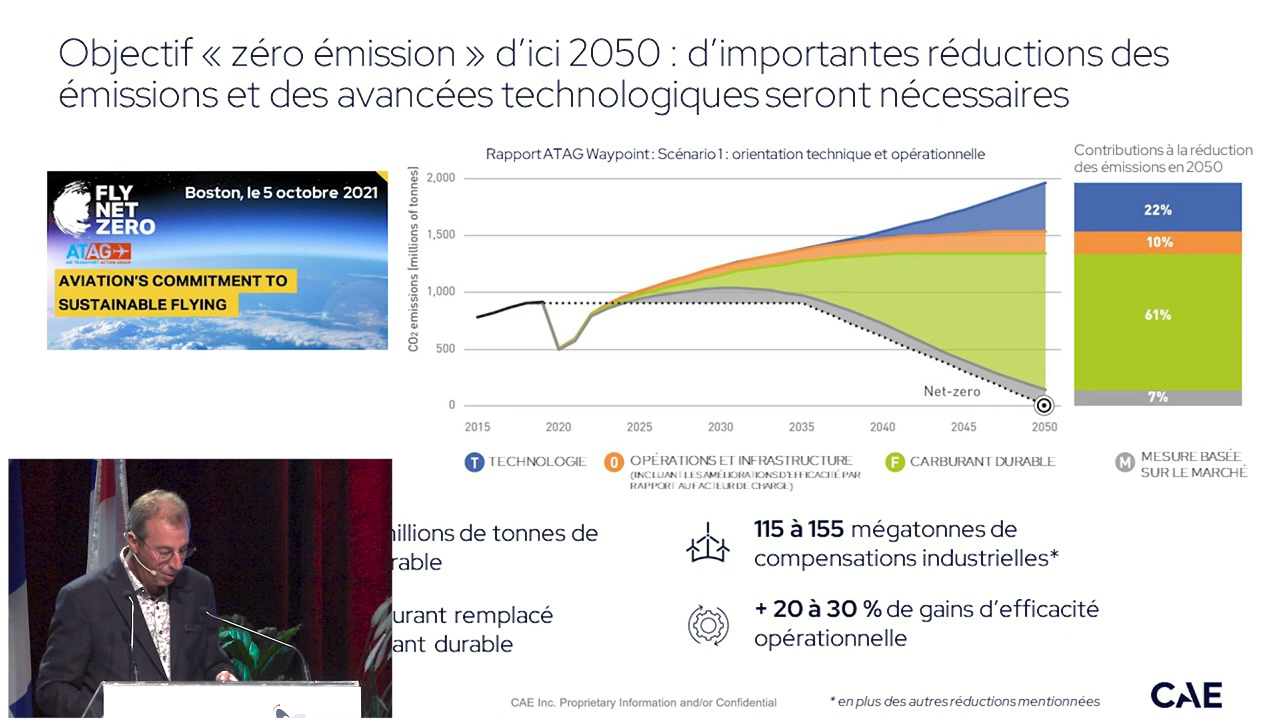 Objectif « zéro émission » d’ici 2050 : d’importantes réductions des
émissions et des avancées technologiques seront nécessaires
FLY
NET
ZERO
Boston, le 5 octobre 2021
ATAG
AIR TRANSPORT ACTION GROUP
AVIATION'S COMMITMENT TO
SUSTAINABLE FLYING
Rapport ATAG Waypoint : Scénario 1 : orientation technique et opérationnelle
CO2 emissions (millions of tonnes)
2,000
1,500
1,000
500
0
Net-zero
2015 2020 2025 2030 2035 2040 2045 2050
Contributions à la réduction
des émissions en 2050
22%
10%
61%
7%
T TECHNOLOGIE
O OPÉRATIONS ET INFRASTRUCTURE
(INCLUANT LES AMÉLIORATIONS D'EFFICACITÉ PAR
RAPPORT AU FACTEUR DE CHARGE)
F CARBURANT DURABLE
M MESURE BASÉE
SUR LE MARCHÉ
illions de tonnes de
rable
urant remplacé
ant durable
115 à 155 mégatonnes de
compensations industrielles*
+ 20 à 30 % de gains d’efficacité
opérationnelle
CAE Inc. Proprietary Information and/or Confidential
* en plus des autres réductions mentionnées
CAE